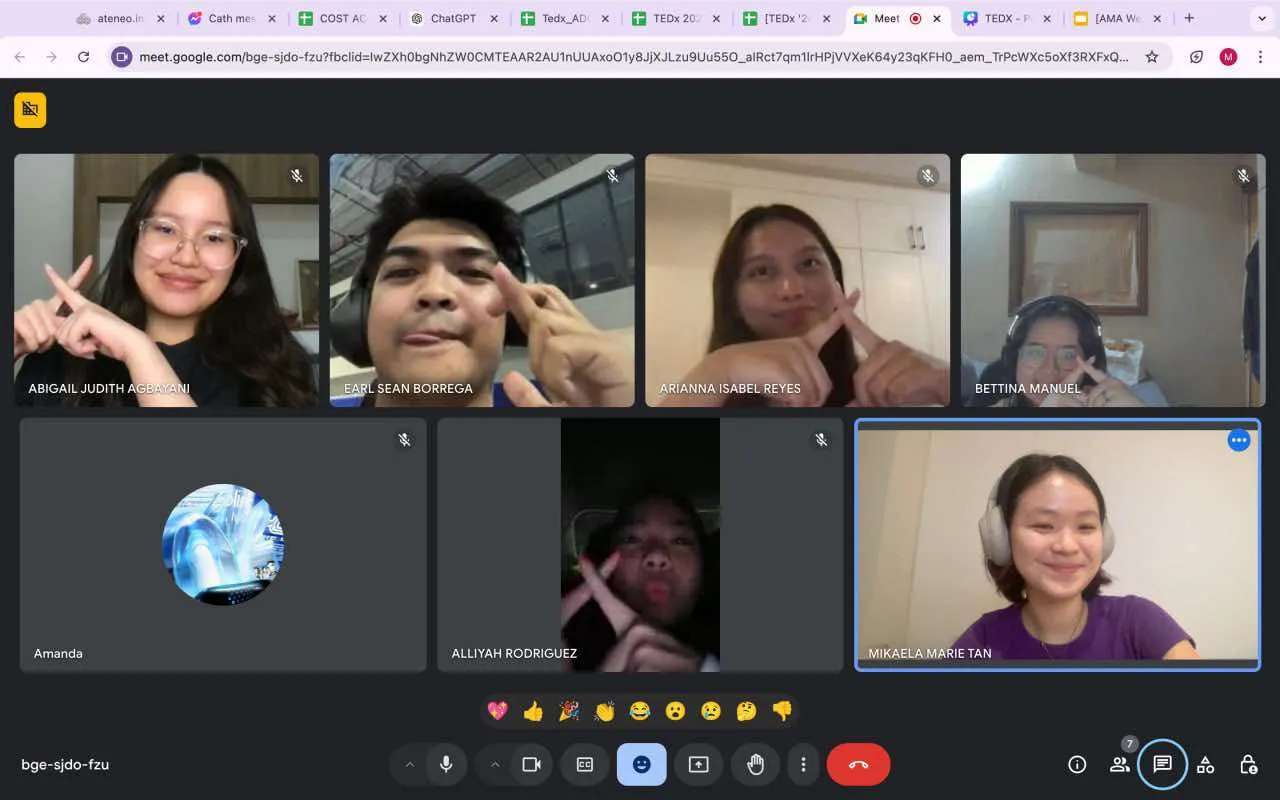 ateneo.in
Cath mes
COST AC
ChatGPT
Tedx_AD
TEDx 202
[TEDx '2
Meet
TEDX - P
[AMA We
meet.google.com/bge-sjdo-fzu?fbclid=IwZXh0bgNhZW0CMTEAAR2AU1nUUAxoO1y8JjXJLzu9Uu55O_aIRct7qm1IrHPjVVXeK64y23qKFH0_aem_TrPcWXc5oXf3RXFxQ...
M
ABIGAIL JUDITH AGBAYANI
EARL SEAN BORREGA
ARIANNA ISABEL REYES
BETTINA MANUEL
Amanda
ALLIYAH RODRIGUEZ
MIKAELA MARIE TAN
bge-sjdo-fzu
CC
7